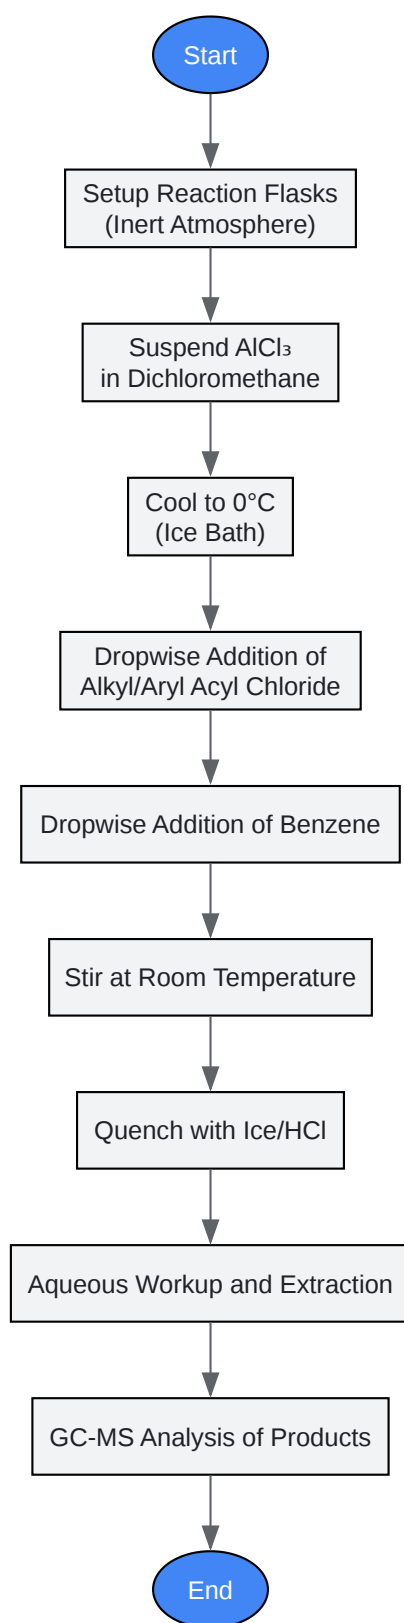 Start
Setup Reaction Flasks
(Inert Atmosphere)
Suspend AlCl₃
in Dichloromethane
Cool to 0°C
(Ice Bath)
Dropwise Addition of
Alkyl/Aryl Acyl Chloride
Dropwise Addition of Benzene
Stir at Room Temperature
Quench with Ice/HCl
Aqueous Workup and Extraction
GC-MS Analysis of Products
End